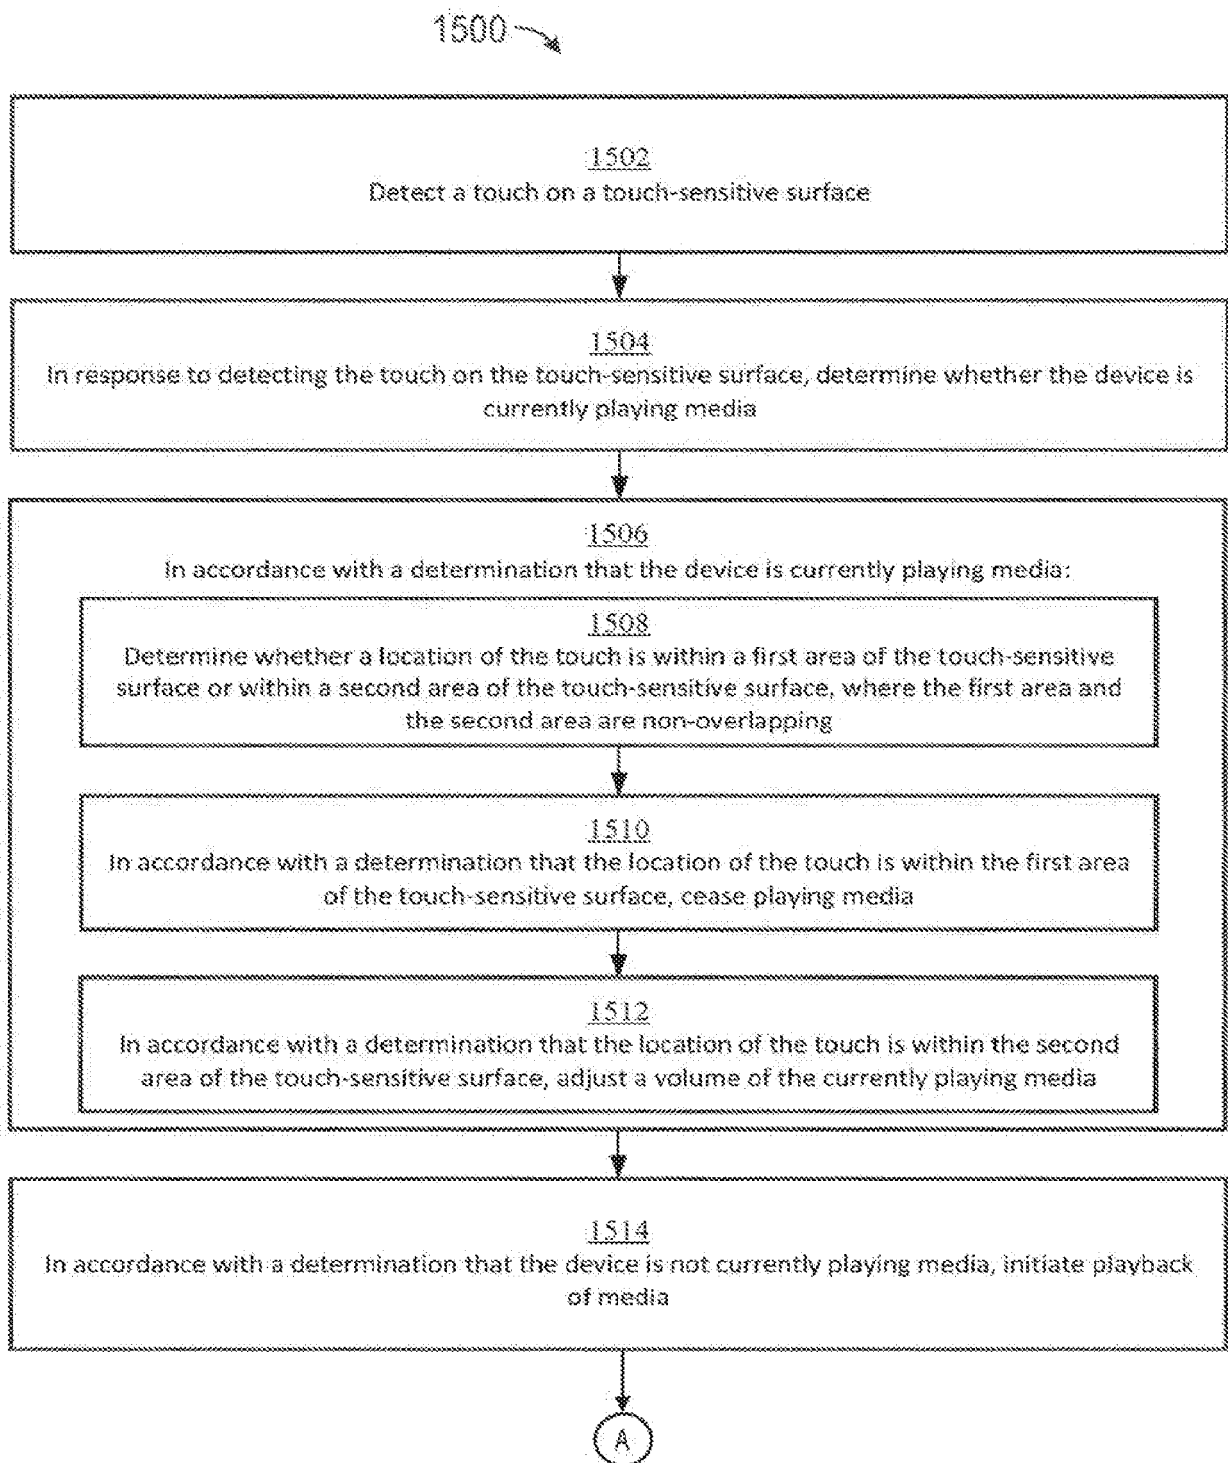 1500
1502
Detect a touch on a touch-sensitive surface
1504
In response to detecting the touch on the touch-sensitive surface, determine whether the device is
currently playing media
1506
In accordance with a determination that the device is currently playing media:
1508
Determine whether a location of the touch is within a first area of the touch-sensitive
surface or within a second area of the touch-sensitive surface, where the first area and
the second area are non-overlapping
1510
In accordance with a determination that the location of the touch is within the first area
of the touch-sensitive surface, cease playing media
1512
In accordance with a determination that the location of the touch is within the second
area of the touch-sensitive surface, adjust a volume of the currently playing media
1514
In accordance with a determination that the device is not currently playing media, initiate playback
of media
A